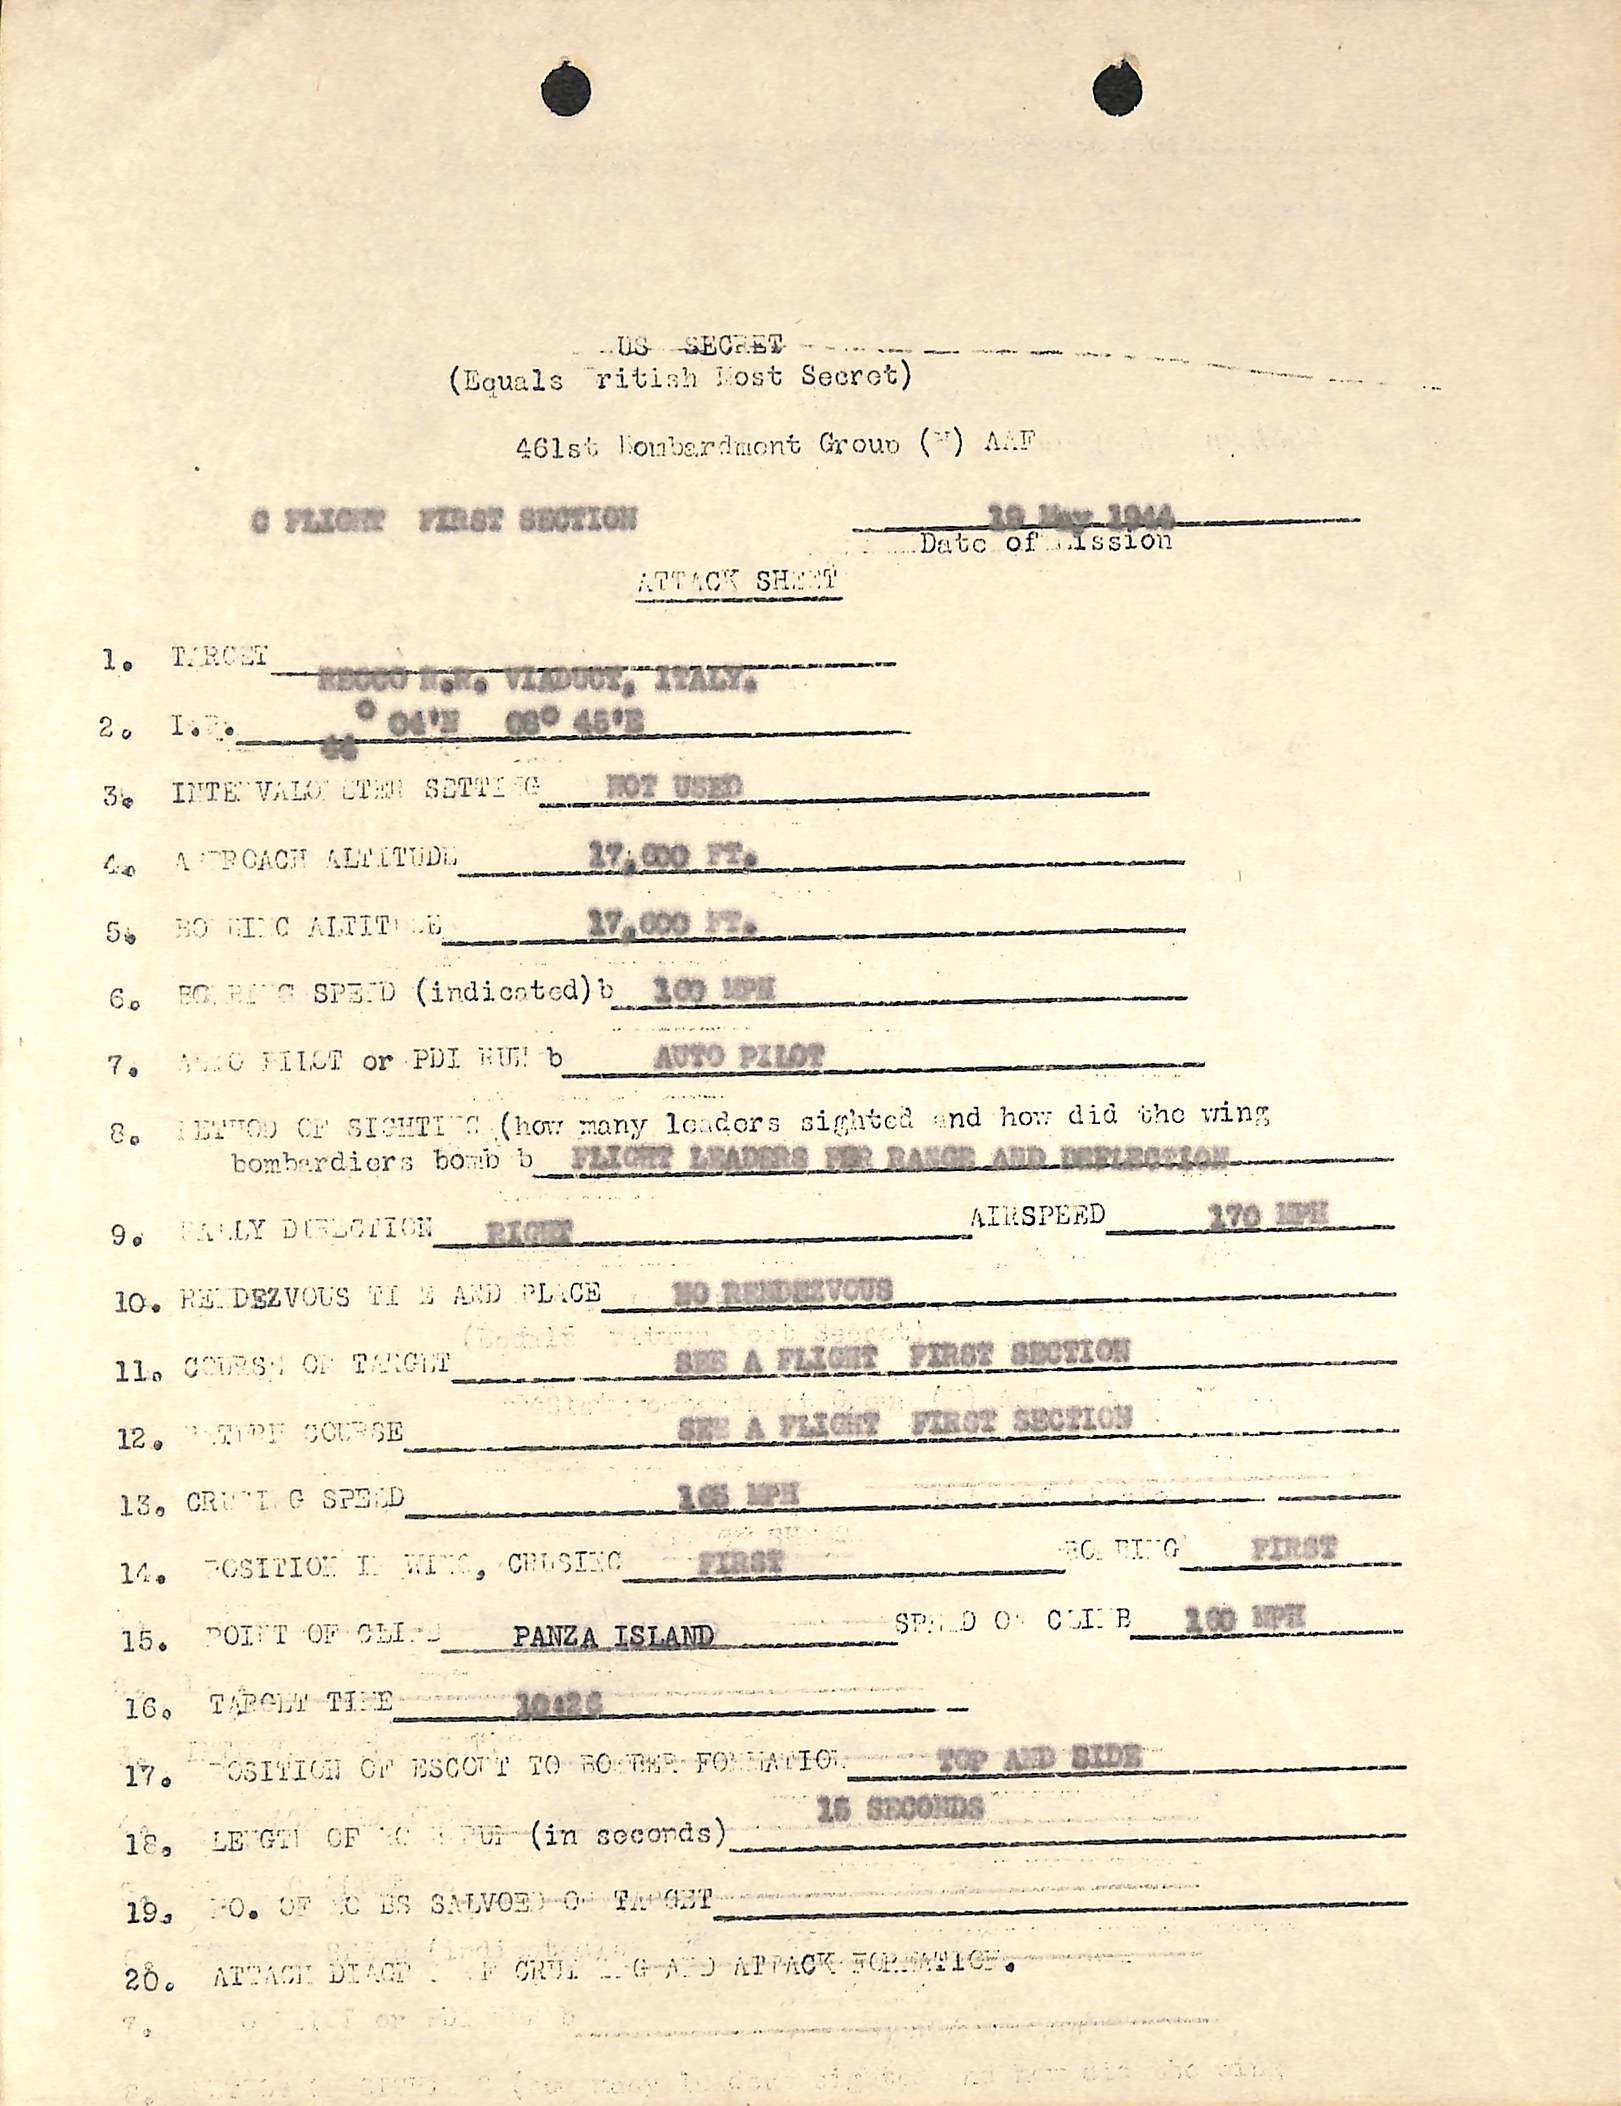 US SECRET
(Equals British Most Secret)
461st Bombardment Group (H) AAF
C FLIGHT FIRST SECTION 19 May 1944
Date of Mission
ATTACK SHEET
1. TARGET RECCO R.R. VIADUCT, ITALY.
2. I.P. 44° 04'N 08° 45'E
3. INTERVALOMETER SETTING NOT USED
4. APPROACH ALTITUDE FT.
5. BOMBING ALTITUDE FT.
6. BOMBING SPEED (indicated)b 160 MPH
7. AUTO PILOT or PDI RUN b AUTO PILOT
8. METHOD OF SIGHTING (how many leaders sighted and how did the wing
bombardiers bomb b FLIGHT LEADERS FOR RANGE AND DEFLECTION
9. RALLY DIRECTION RIGHT AIRSPEED 170 MPH
10. RENDEZVOUS TIME AND PLACE NO RENDEZVOUS
11. COURSE OF TARGET SEE A FLIGHT FIRST SECTION
12. RETURN COURSE SEE A FLIGHT FIRST SECTION
13. CRUSING SPEED 165 MPH
14. POSITION IN WING, CRUSING FIRST BOMBING FIRST
15. POINT OF CLIMB PANZA ISLAND SPEED OF CLIMB 160 MPH
16. TARGET TIME 1042
17. POSITION OF ESCORT TO BOMBER FORMATION TOP AND SIDE
18. LENGTH OF BOMB RUN (in seconds) 15 SECONDS
19. NO. OF BOMBS SALVOED ON TARGET
20. ATTACH DIAGRAM OF CRUSING AND ATTACK FORMATION.